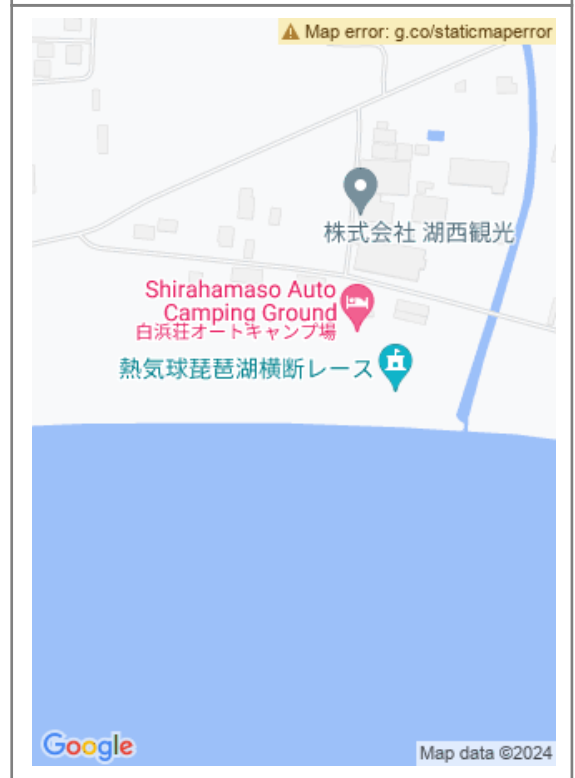 Map error: g.co/staticmaperror
株式会社 湖西観光
Shirahamaso Auto
Camping Ground
白浜荘オートキャンプ場
熱気球琵琶湖横断レース
Google
Map data ©2024